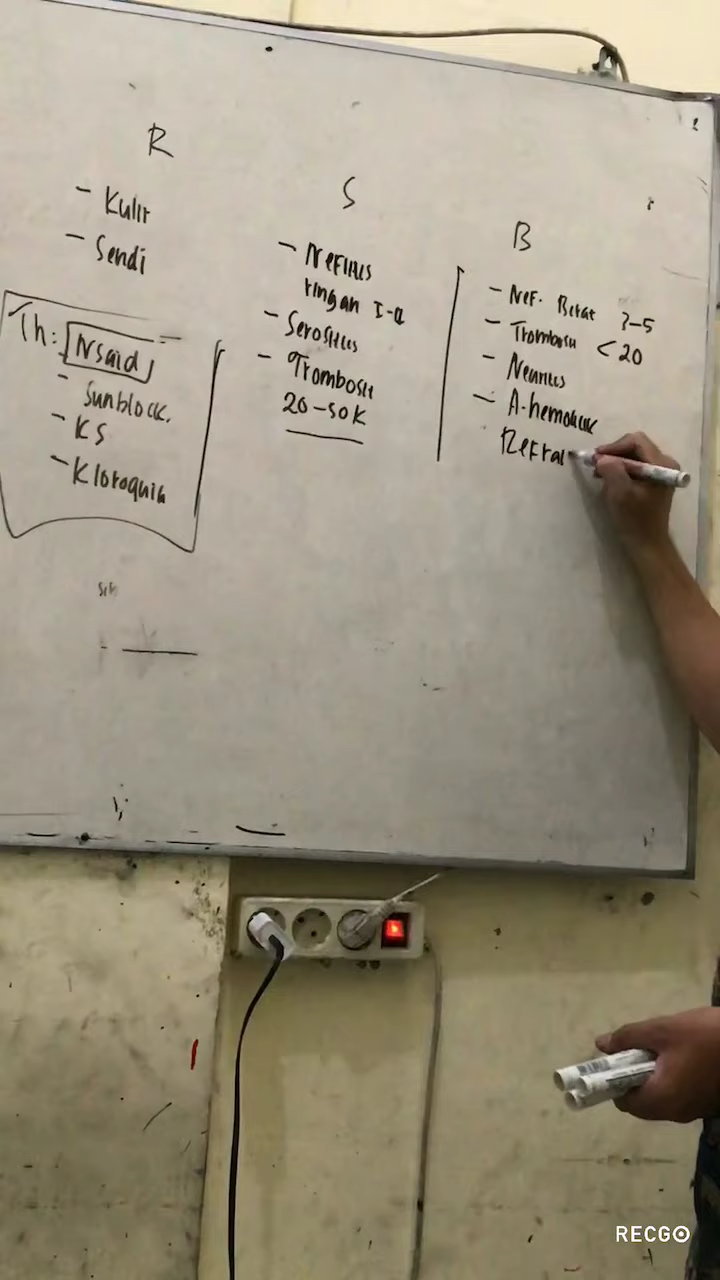 R
- Kulit
- Sendi
Th: Nsaid
- Sunblock.
- KS
- Kloroquin
S
- Nefritis
ringan I-II
- Serositis
- Trombosit
20-50K
B
- Nef. Berat 3-5
- Trombosit < 20
- Neuritis
- A. hemolitik
Refrak
RECGO